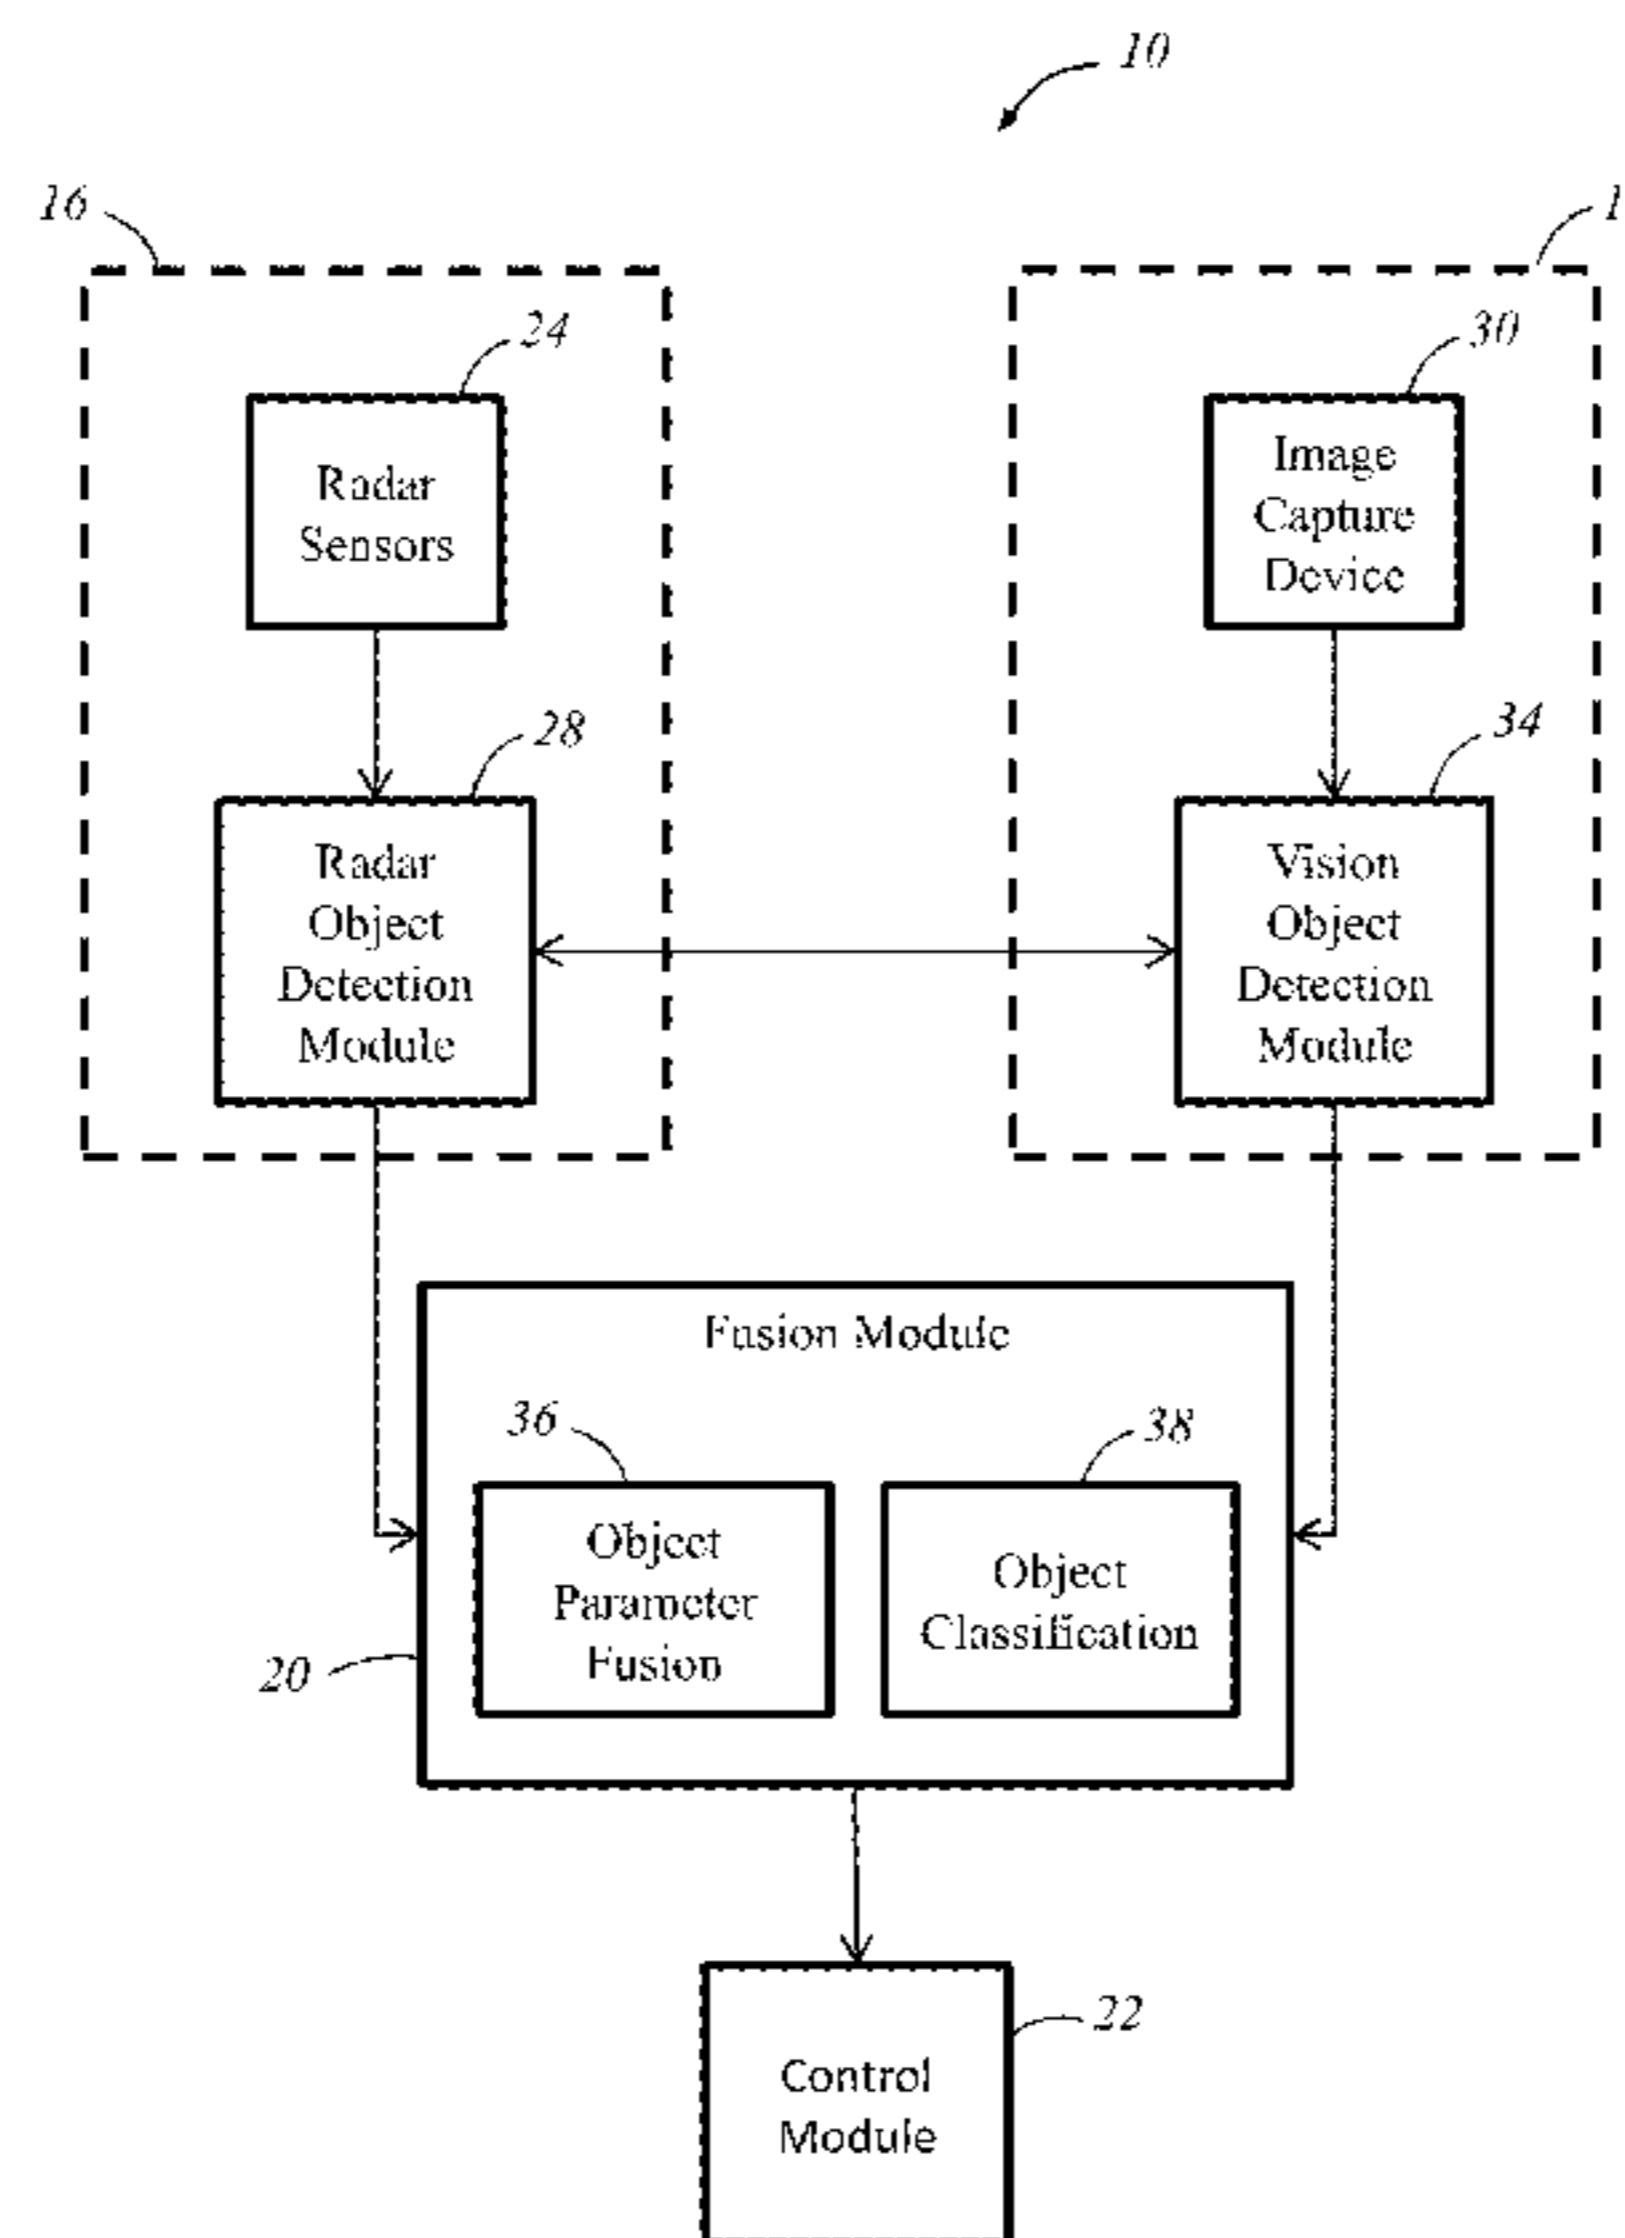 10
16
1
24
30
Radar
Sensors
Image
Capture
Device
28
34
Radar
Object
Detection
Module
Vision
Object
Detection
Module
Fusion Module
36
38
Object
Parameter
Fusion
Object
Classification
20
22
Control
Module